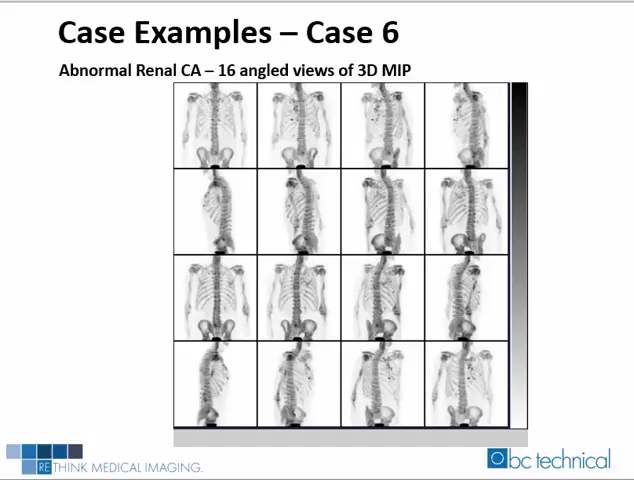 Case Examples – Case 6
Abnormal Renal CA – 16 angled views of 3D MIP
RETHINK MEDICAL IMAGING.
bc technical